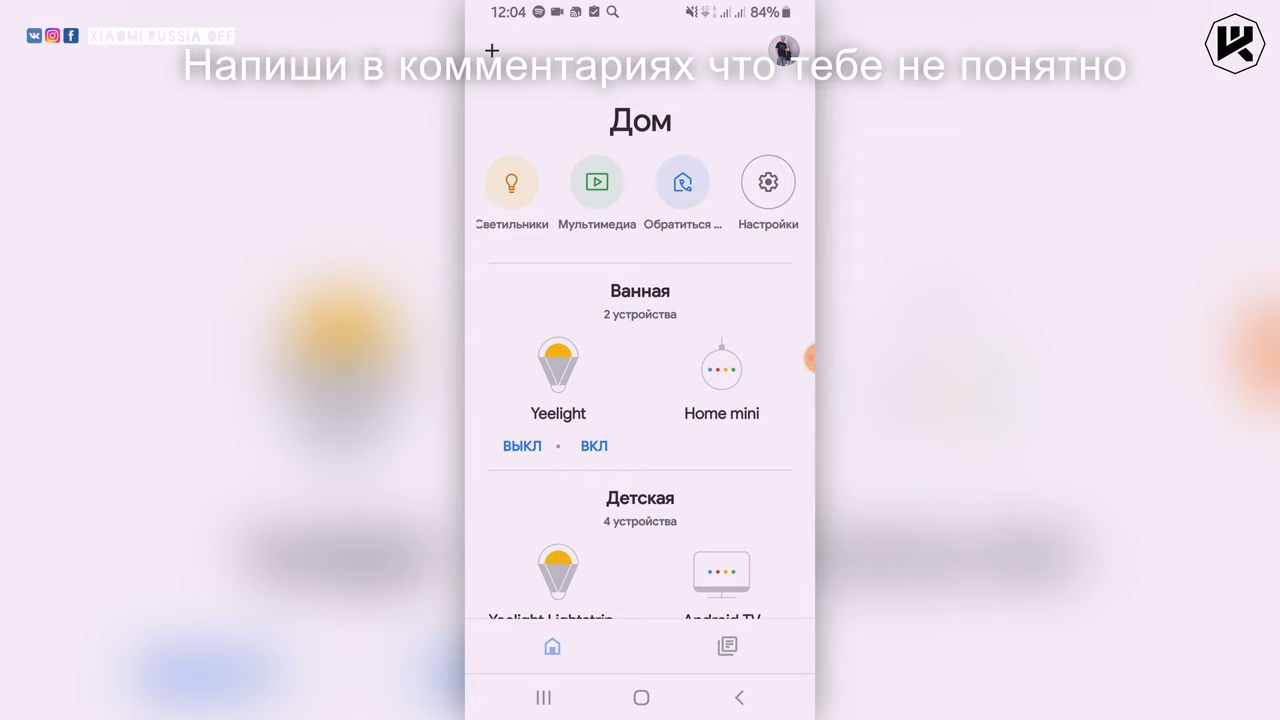 12:04
84%
XIAOMI RUSSIA OFF
Напиши в комментариях что тебе не понятно
Дом
Светильники
Мультимедиа
Обратиться ...
Настройки
Ванная
2 устройства
Yeelight
Home mini
ВЫКЛ • ВКЛ
Детская
4 устройства
Yeelight Lightstrip
Android TV